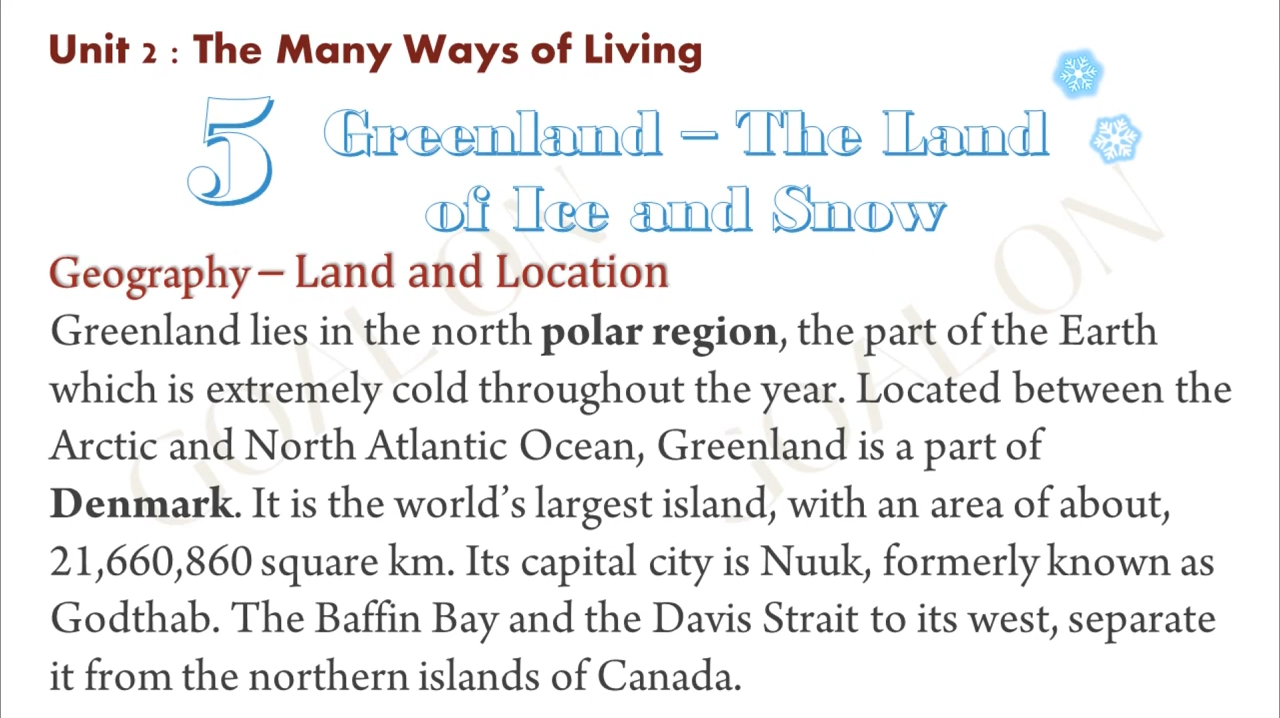 Unit 2 : The Many Ways of Living
5 Greenland – The Land
of Ice and Snow
Geography – Land and Location
Greenland lies in the north polar region, the part of the Earth
which is extremely cold throughout the year. Located between the
Arctic and North Atlantic Ocean, Greenland is a part of
Denmark. It is the world's largest island, with an area of about,
21,660,860 square km. Its capital city is Nuuk, formerly known as
Godthab. The Baffin Bay and the Davis Strait to its west, separate
it from the northern islands of Canada.
GOALON
GOALON